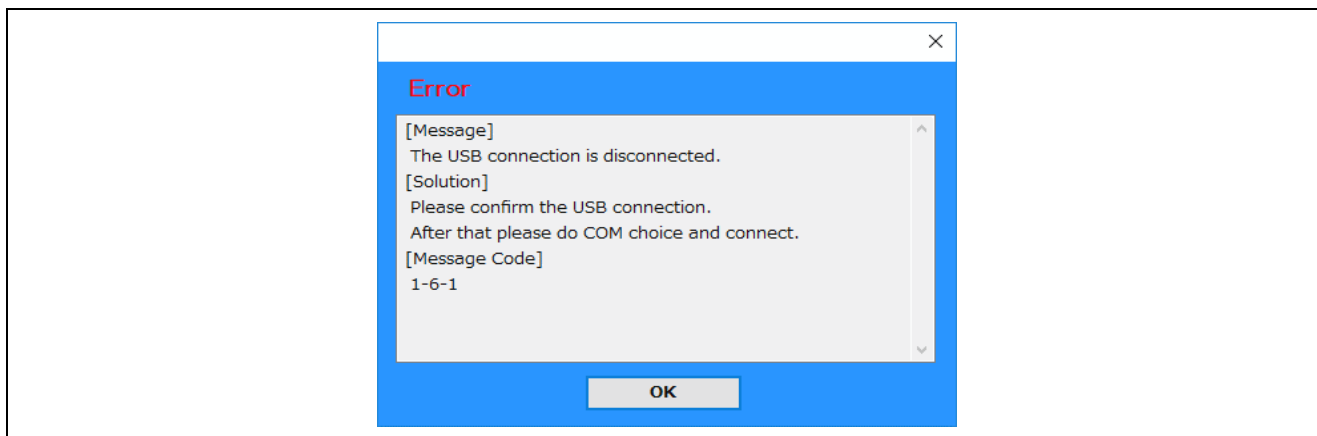 Error
[Message]
The USB connection is disconnected.
[Solution]
Please confirm the USB connection.
After that please do COM choice and connect.
[Message Code]
1-6-1
OK